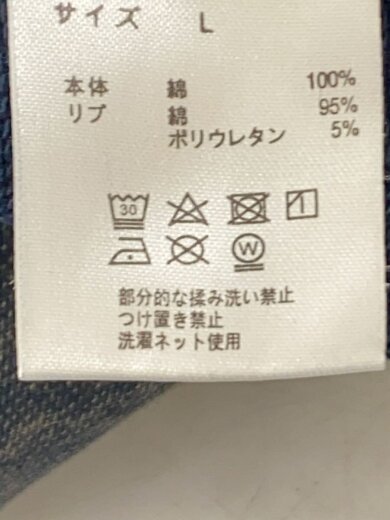 サイズ L
本体 綿 100%
リブ 綿 95%
ポリウレタン 5%
30
W
部分的な揉み洗い禁止
つけ置き禁止
洗濯ネット使用